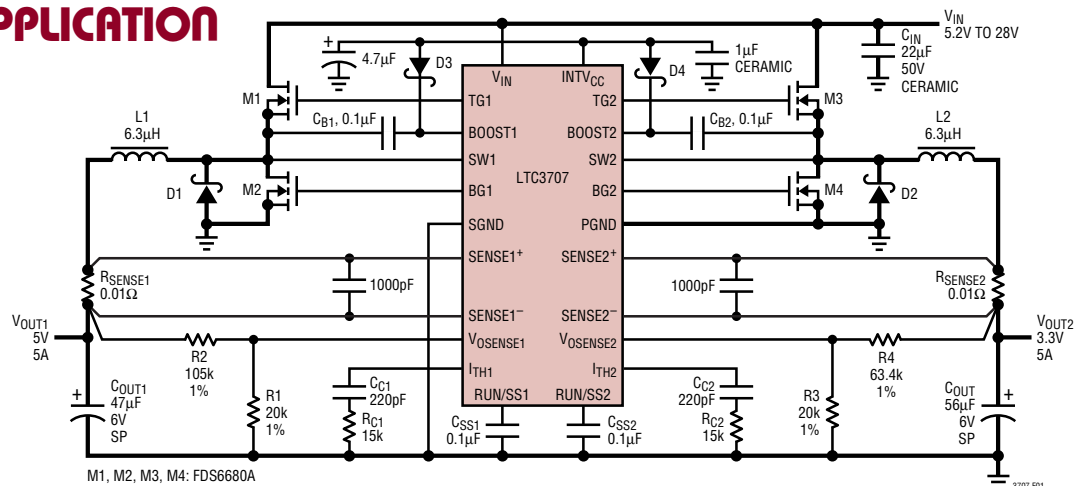 PPLICATION
VIN
5.2V TO 28V
CIN
22µF
50V
CERAMIC
+
4.7µF
D3
D4
1µF
CERAMIC
VIN
INTVCC
M1
TG1
TG2
M3
L1
6.3µH
CB1, 0.1µF
BOOST1
BOOST2
CB2, 0.1µF
L2
6.3µH
SW1
SW2
LTC3707
D1
M2
BG1
BG2
M4
D2
SGND
PGND
SENSE1+
SENSE2+
RSENSE1
0.01Ω
1000pF
1000pF
RSENSE2
0.01Ω
SENSE1−
SENSE2−
VOUT1
5V
5A
VOSENSE1
VOSENSE2
VOUT2
3.3V
5A
R2
105k
1%
R4
63.4k
1%
ITH1
ITH2
+
COUT1
47µF
6V
SP
R1
20k
1%
CC1
220pF
RC1
15k
RUN/SS1
RUN/SS2
CSS1
0.1µF
CSS2
0.1µF
CC2
220pF
RC2
15k
R3
20k
1%
COUT
56µF
6V
SP
+
M1, M2, M3, M4: FDS6680A
3707 F01